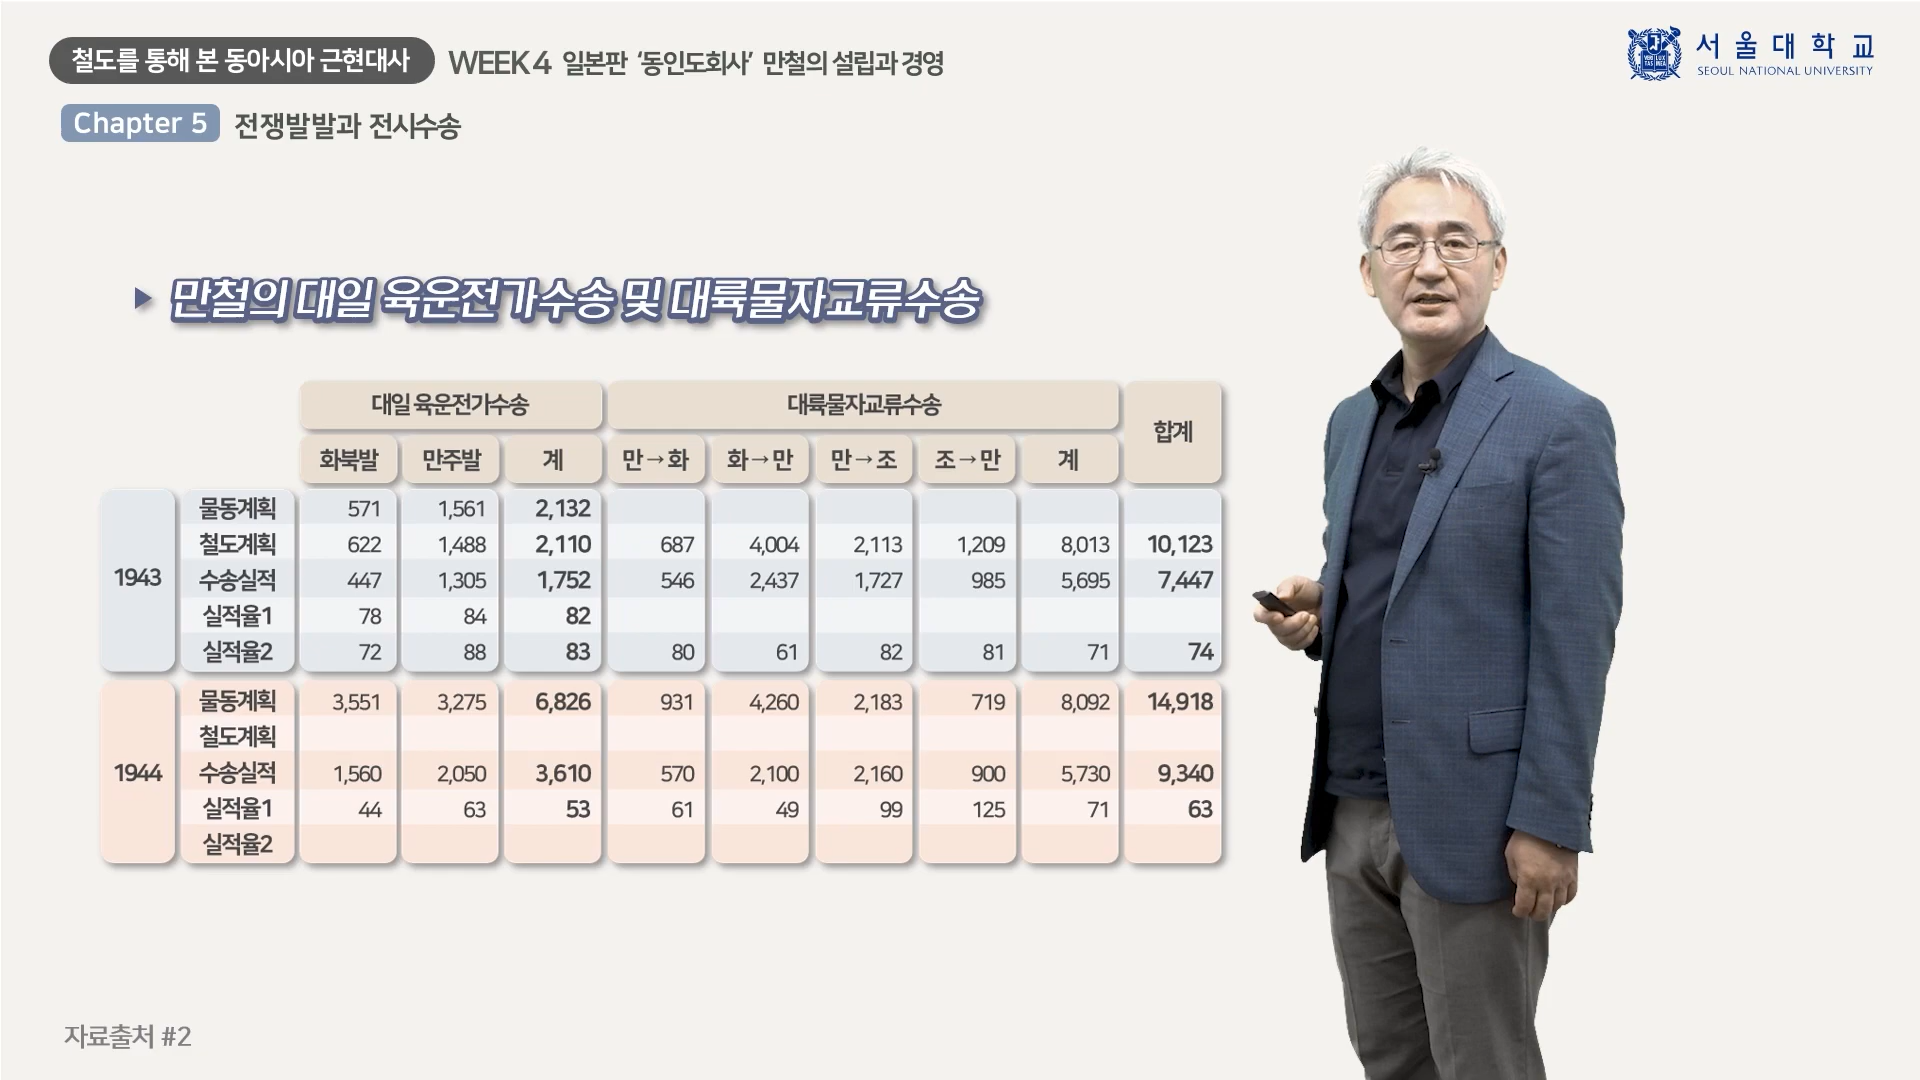 철도를 통해 본 동아시아 근현대사 WEEK 4 일본판 '동인도회사' 만철의 설립과 경영
서울대학교
SEOUL NATIONAL UNIVERSITY
Chapter 5 전쟁발발과 전시수송
▶ 만철의 대일 육운전가수송 및 대륙물자교류수송
대일 육운전가수송 대륙물자교류수송 합계
화북발 만주발 계 만→화 화→만 만→조 조→만 계
1943
물동계획 571 1,561 2,132
철도계획 622 1,488 2,110 687 4,004 2,113 1,209 8,013 10,123
수송실적 447 1,305 1,752 546 2,437 1,727 985 5,695 7,447
실적율1 78 84 82
실적율2 72 88 83 80 61 82 81 71 74
1944
물동계획 3,551 3,275 6,826 931 4,260 2,183 719 8,092 14,918
철도계획
수송실적 1,560 2,050 3,610 570 2,100 2,160 900 5,730 9,340
실적율1 44 63 53 61 49 99 125 71 63
실적율2
자료출처 #2